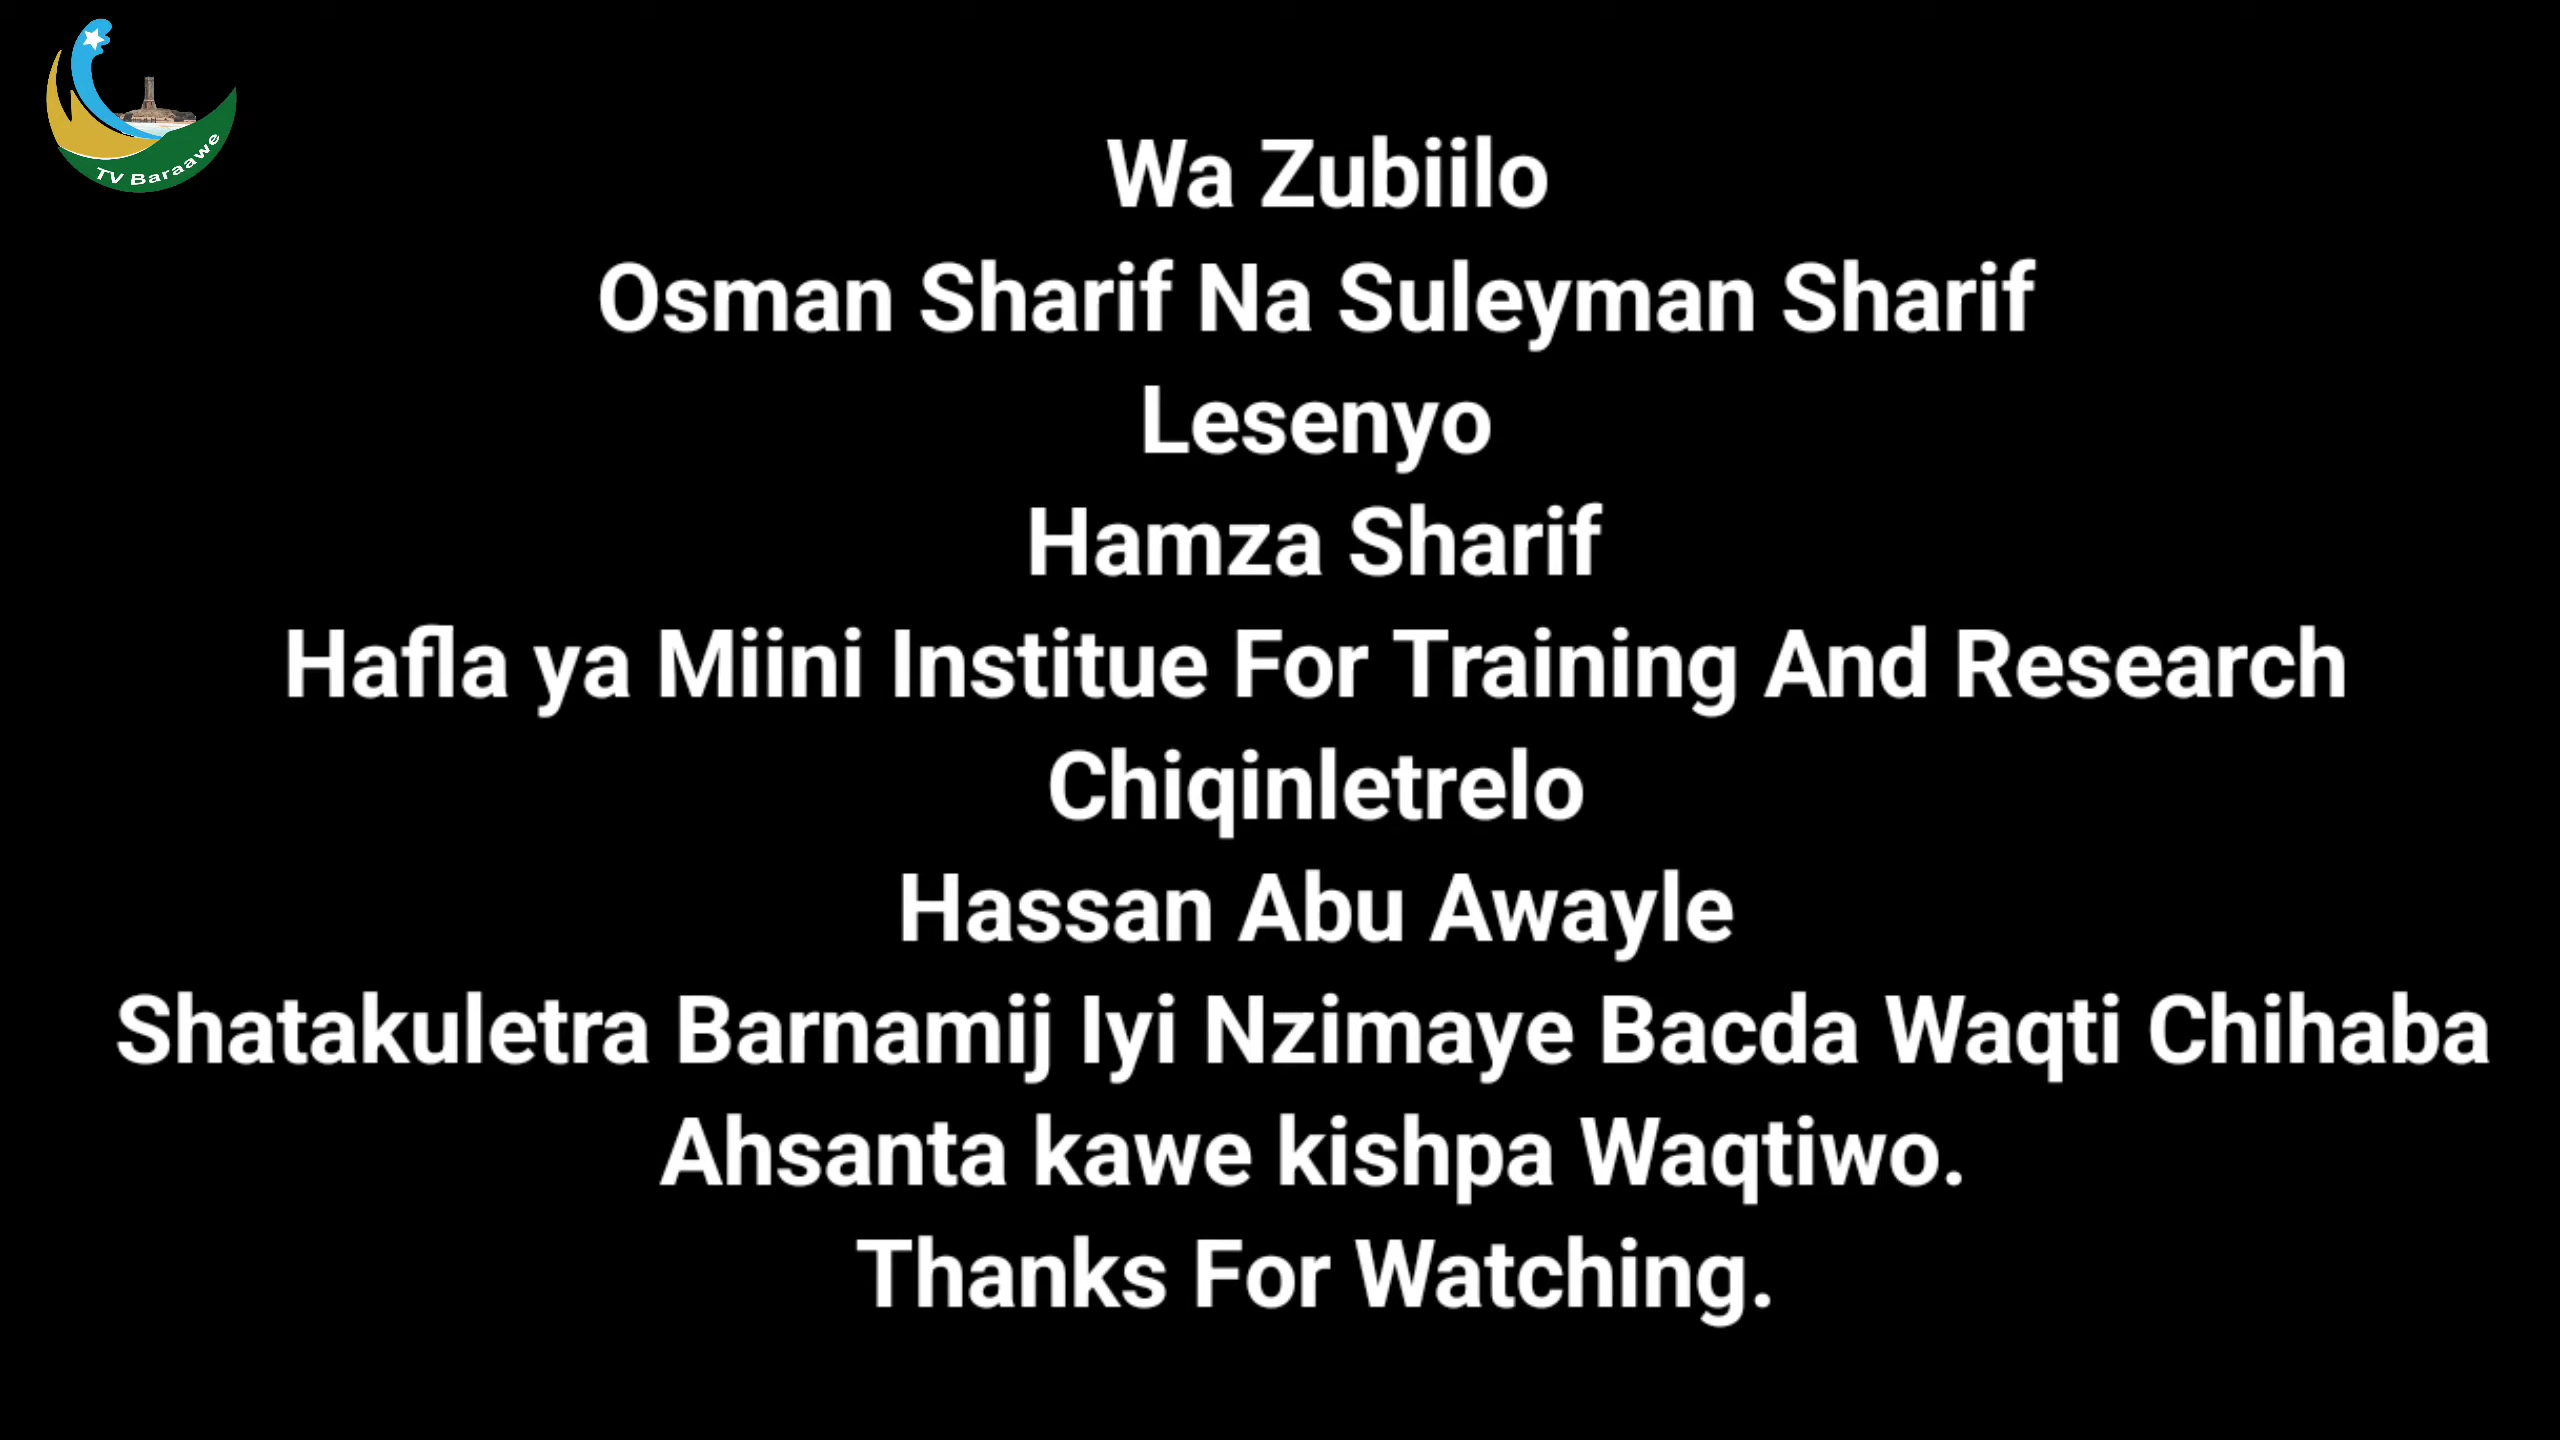 TV Baraawe
Wa Zubiilo
Osman Sharif Na Suleyman Sharif
Lesenyo
Hamza Sharif
Hafla ya Miini Institue For Training And Research
Chiqinletrelo
Hassan Abu Awayle
Shatakuletra Barnamij Iyi Nzimaye Bacda Waqti Chihaba
Ahsanta kawe kishpa Waqtiwo.
Thanks For Watching.